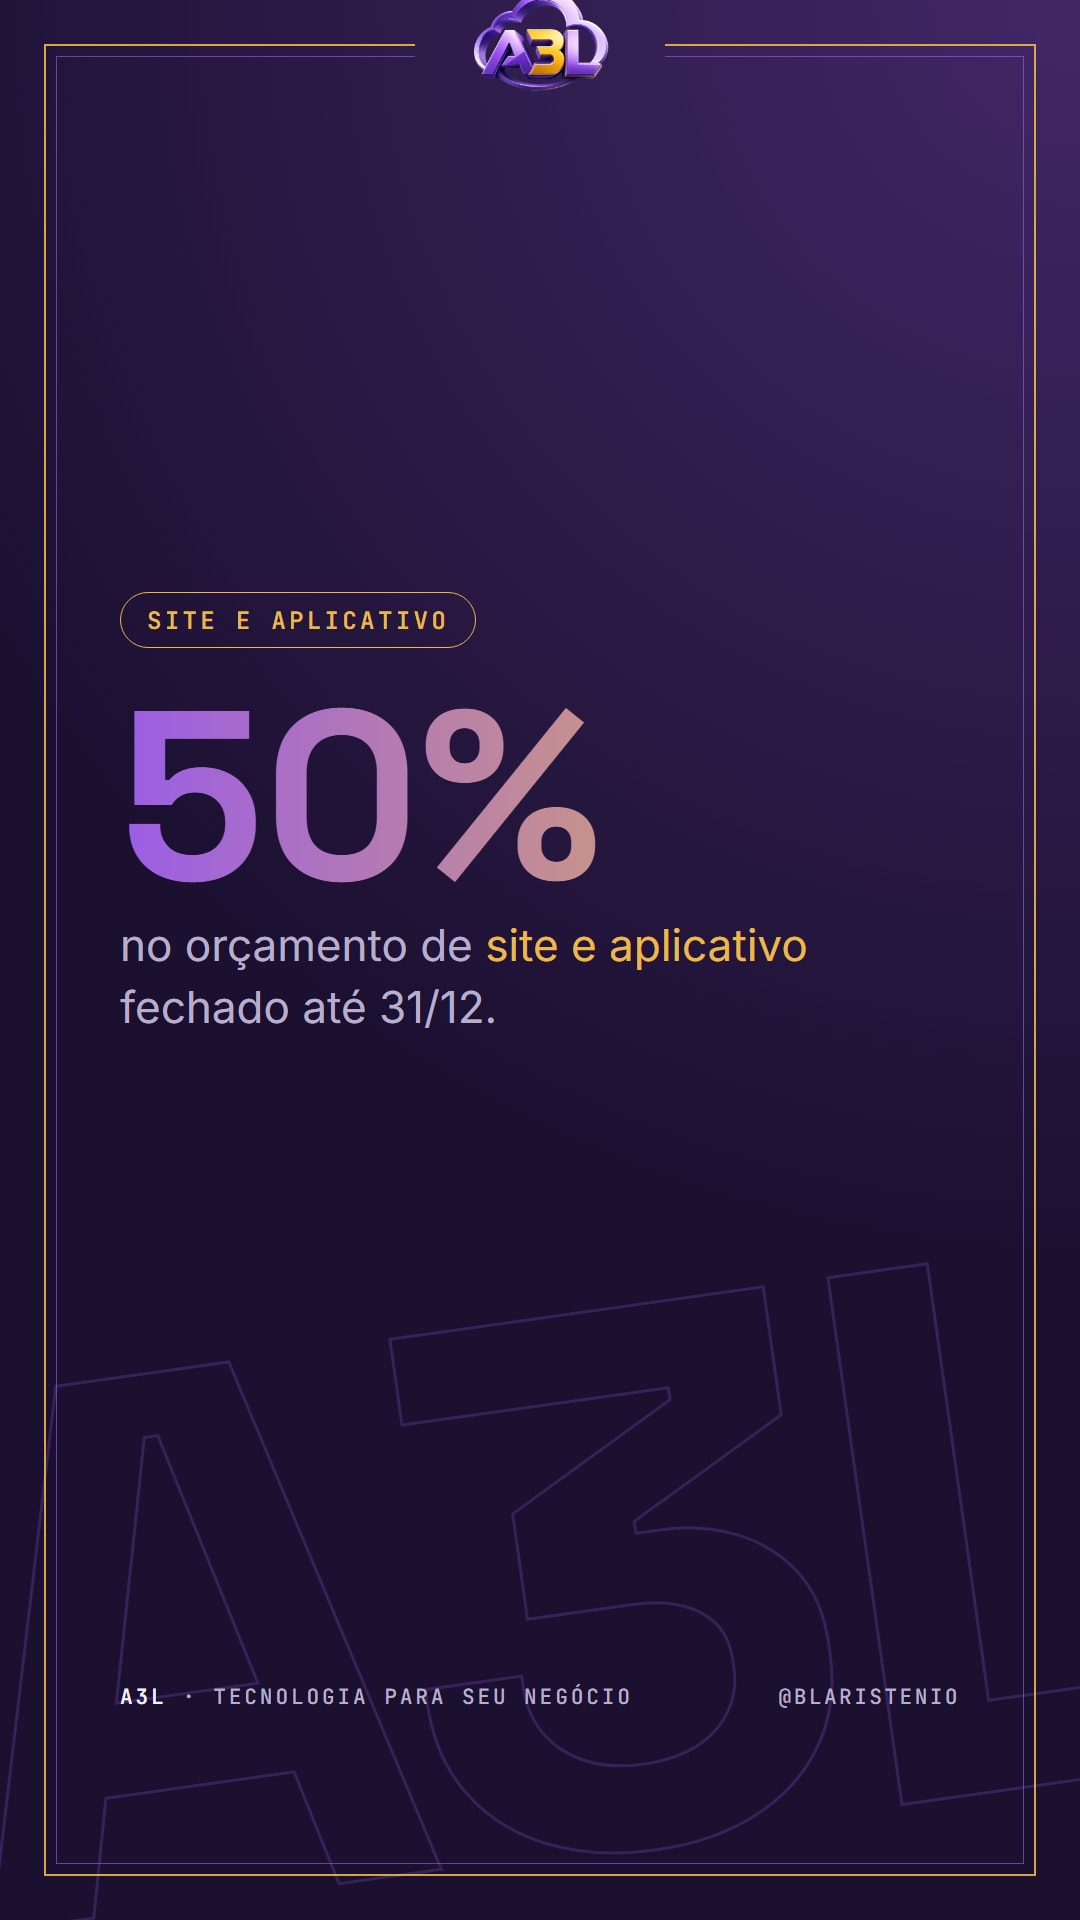 A3L
SITE E APLICATIVO
50%
no orçamento de site e aplicativo
fechado até 31/12.
A3L
A3L · TECNOLOGIA PARA SEU NEGÓCIO @BLARISTENIO